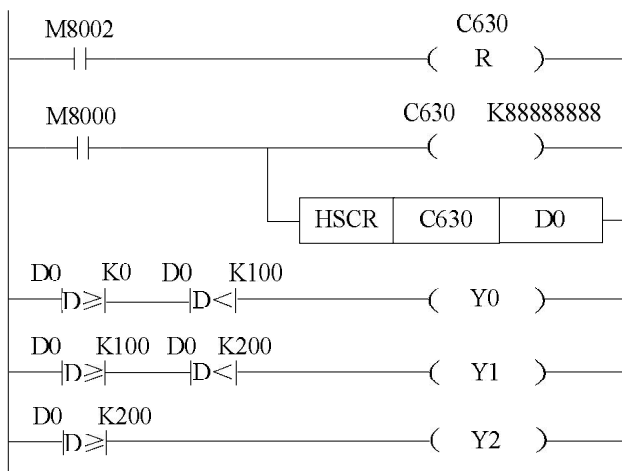 M8002 C630
R
M8000 C630 K88888888
HSCR C630 D0
D0 K0 D0 K100
D≥ D< Y0
D0 K100 D0 K200
D≥ D< Y1
D0 K200
D≥ Y2